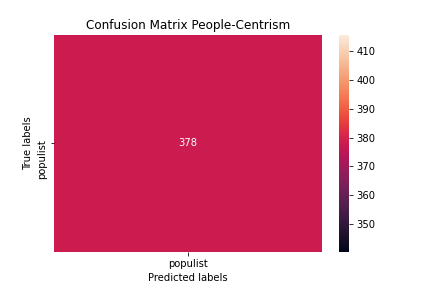 Confusion Matrix People-Centrism
True labels
populist
378
populist
Predicted labels
410
400
390
380
370
360
350